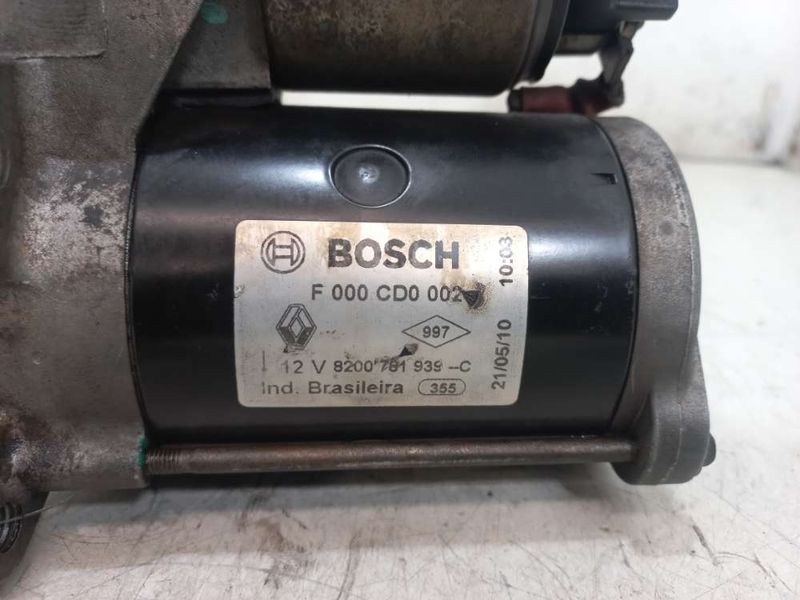 BOSCH
F 000 CD0 002
997
12 V 8200 781 939 --C
Ind. Brasileira 355
21/05/10 10:03